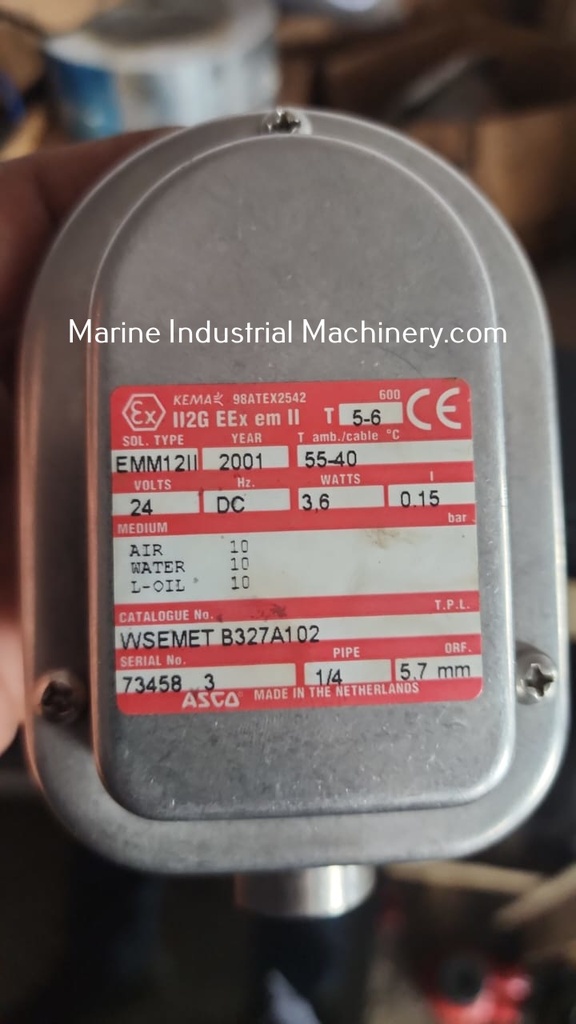 Marine Industrial Machinery.com
Ex KEMA 98ATEX2542 600 CE
II2G EEx em II T 5-6
SOL. TYPE YEAR T amb./cable °C
EMM12II 2001 55-40
VOLTS Hz. WATTS I
24 DC 3,6 0.15
MEDIUM bar
AIR 10
WATER 10
L-OIL 10
CATALOGUE No. T.P.L.
WSEMET B327A102
SERIAL No. PIPE ORF.
73458 3 1/4 5.7 mm
ASCO MADE IN THE NETHERLANDS